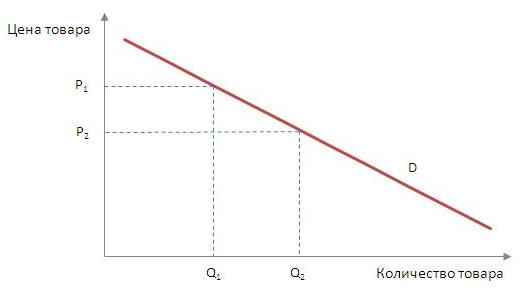 Цена товара
P₁
P₂
D
Q₁
Q₂
Количество товара